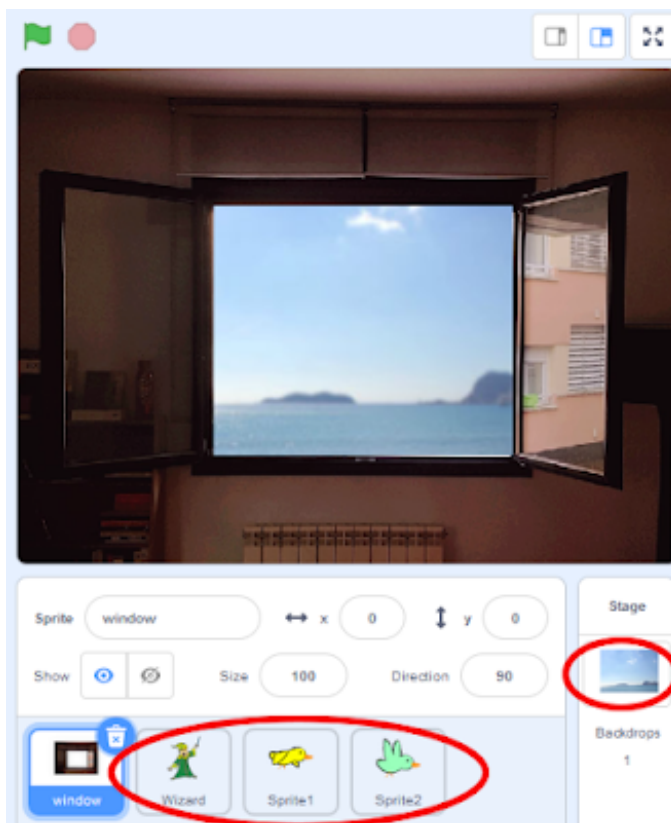 Sprite window x 0 y 0
Stage
Show Size 100 Direction 90
Backdrops
1
window Wizard Sprite1 Sprite2